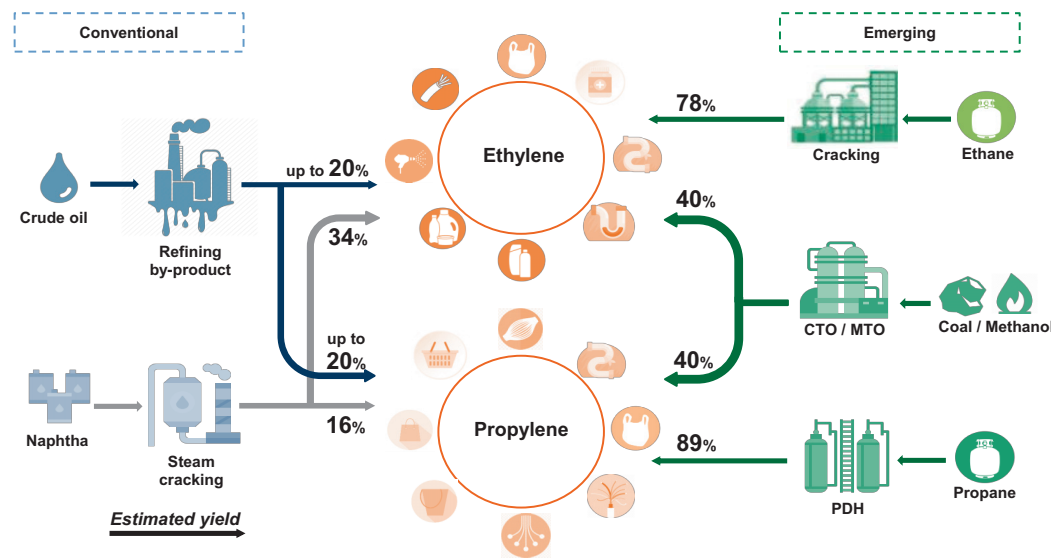 Conventional
Emerging
Crude oil
Refining
by-product
up to 20%
34%
Ethylene
78%
Cracking
Ethane
40%
CTO / MTO
Coal / Methanol
up to
20%
40%
Naphtha
Steam
cracking
16%
Propylene
89%
PDH
Propane
Estimated yield